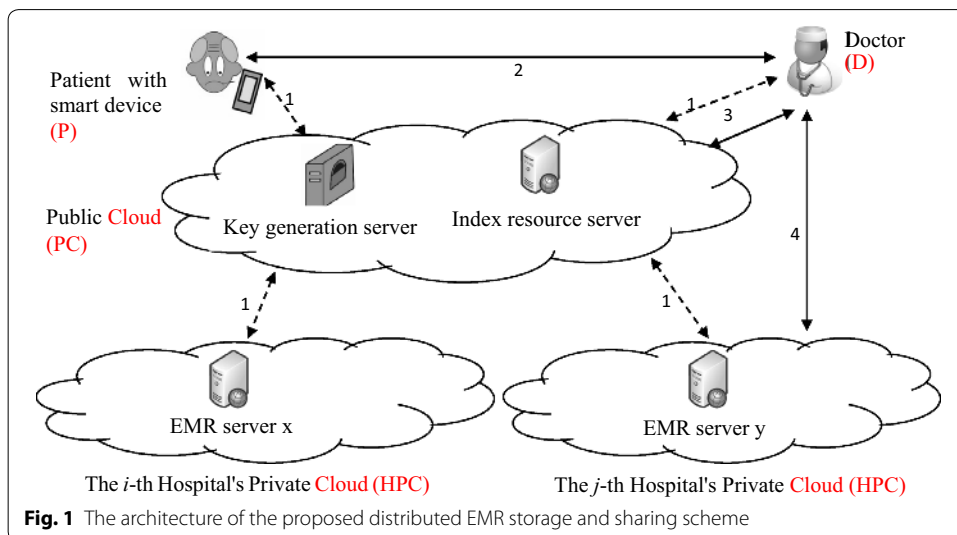 Patient with
smart device
(P)
Doctor
(D)
2
1
1
3
Key generation server
Index resource server
Public Cloud
(PC)
4
1
1
EMR server x
EMR server y
The i-th Hospital's Private Cloud (HPC)
The j-th Hospital's Private Cloud (HPC)
Fig. 1 The architecture of the proposed distributed EMR storage and sharing scheme